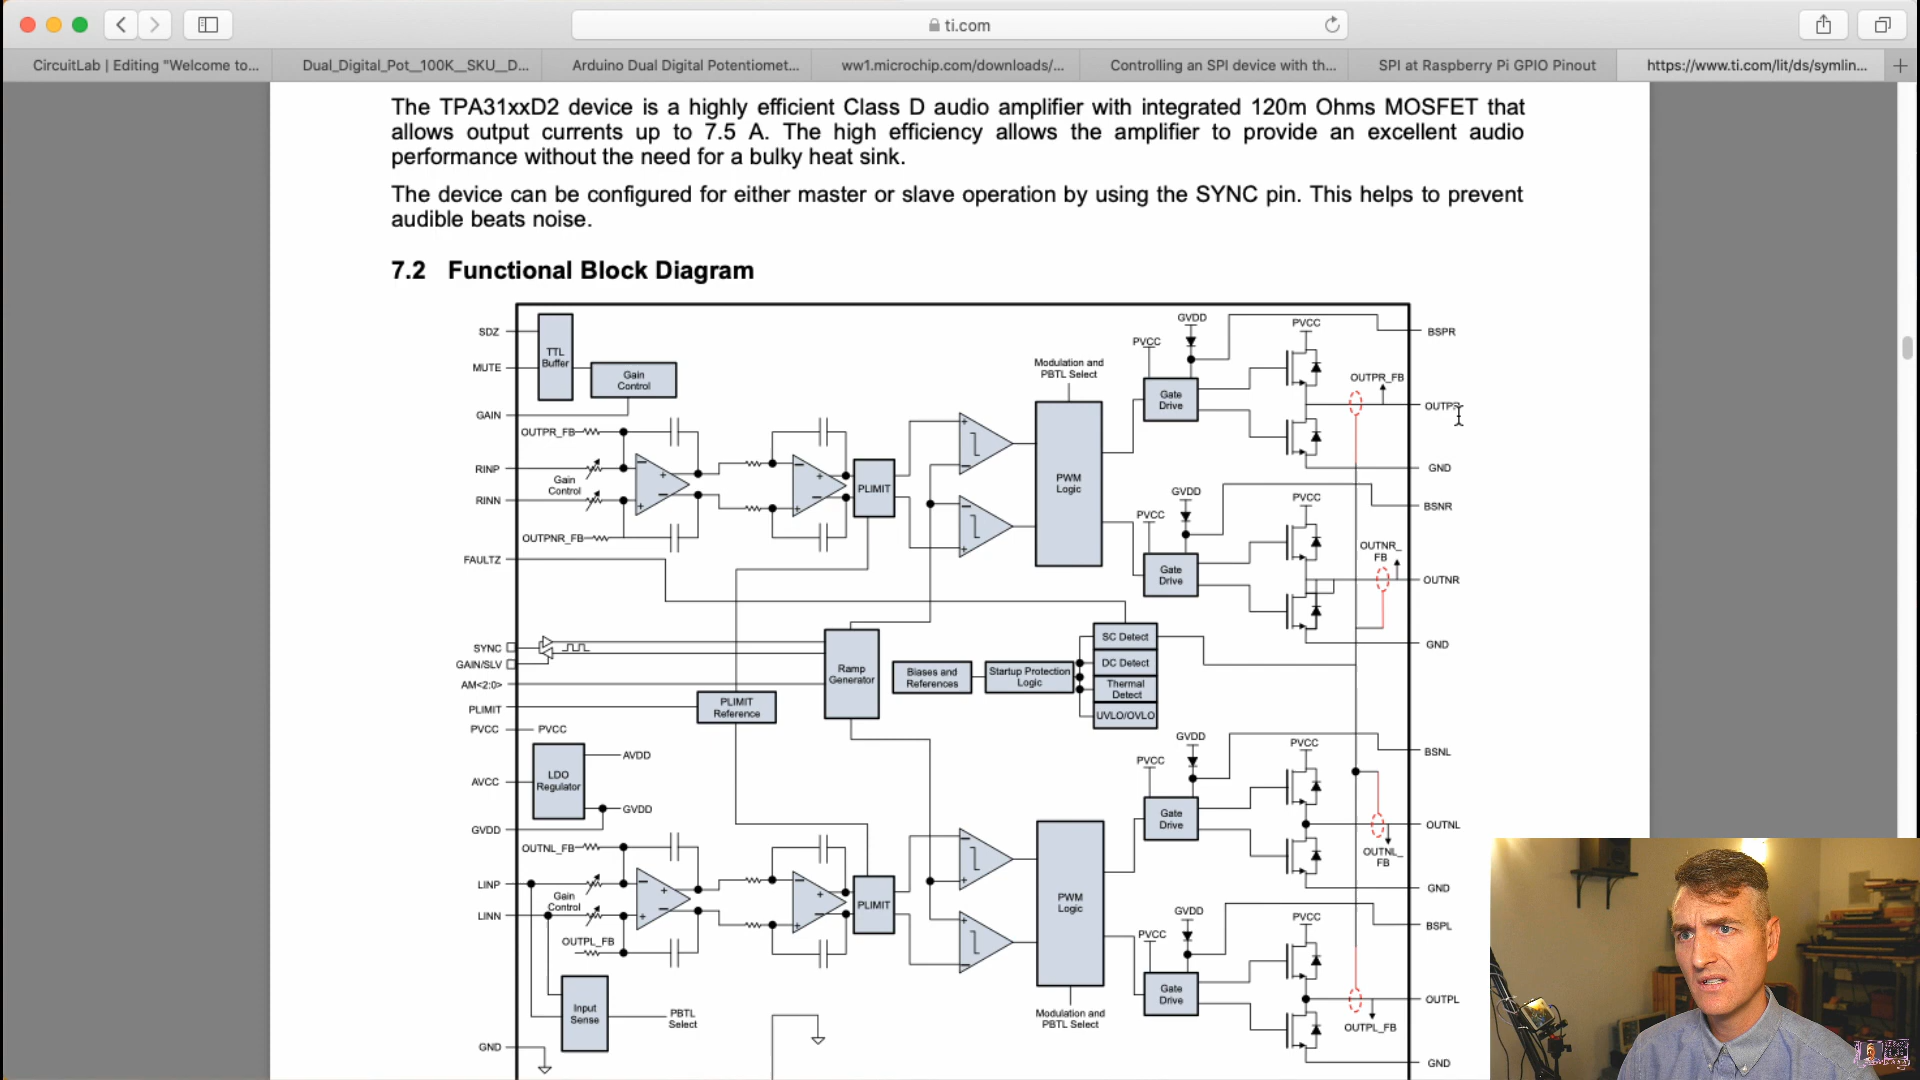 ti.com
CircuitLab | Editing "Welcome to...
Dual_Digital_Pot__100K__SKU__D...
Arduino Dual Digital Potentiomet...
ww1.microchip.com/downloads/...
Controlling an SPI device with th...
SPI at Raspberry Pi GPIO Pinout
https://www.ti.com/lit/ds/symlin...
The TPA31xxD2 device is a highly efficient Class D audio amplifier with integrated 120m Ohms MOSFET that
allows output currents up to 7.5 A. The high efficiency allows the amplifier to provide an excellent audio
performance without the need for a bulky heat sink.
The device can be configured for either master or slave operation by using the SYNC pin. This helps to prevent
audible beats noise.
7.2 Functional Block Diagram
SDZ
MUTE
GAIN
TTL
Buffer
Gain
Control
OUTPR_FB
RINP
RINN
Gain
Control
OUTPNR_FB
FAULTZ
PLIMIT
Modulation and
PBTL Select
PWM
Logic
GVDD
PVCC
Gate
Drive
PVCC
BSPR
OUTPR_FB
OUTPR
GND
GVDD
PVCC
Gate
Drive
PVCC
BSNR
OUTNR_
FB
OUTNR
GND
SYNC
GAIN/SLV
AM<2:0>
PLIMIT
PVCC
PVCC
PLIMIT
Reference
Ramp
Generator
Biases and
References
Startup Protection
Logic
SC Detect
DC Detect
Thermal
Detect
UVLO/OVLO
LDO
Regulator
AVDD
AVCC
GVDD
GVDD
OUTNL_FB
LINP
LINN
Gain
Control
OUTPL_FB
PLIMIT
PWM
Logic
Modulation and
PBTL Select
GVDD
PVCC
Gate
Drive
PVCC
BSNL
OUTNL
OUTNL_
FB
GND
GVDD
PVCC
Gate
Drive
PVCC
BSPL
OUTPL
OUTPL_FB
GND
Input
Sense
PBTL
Select
GND